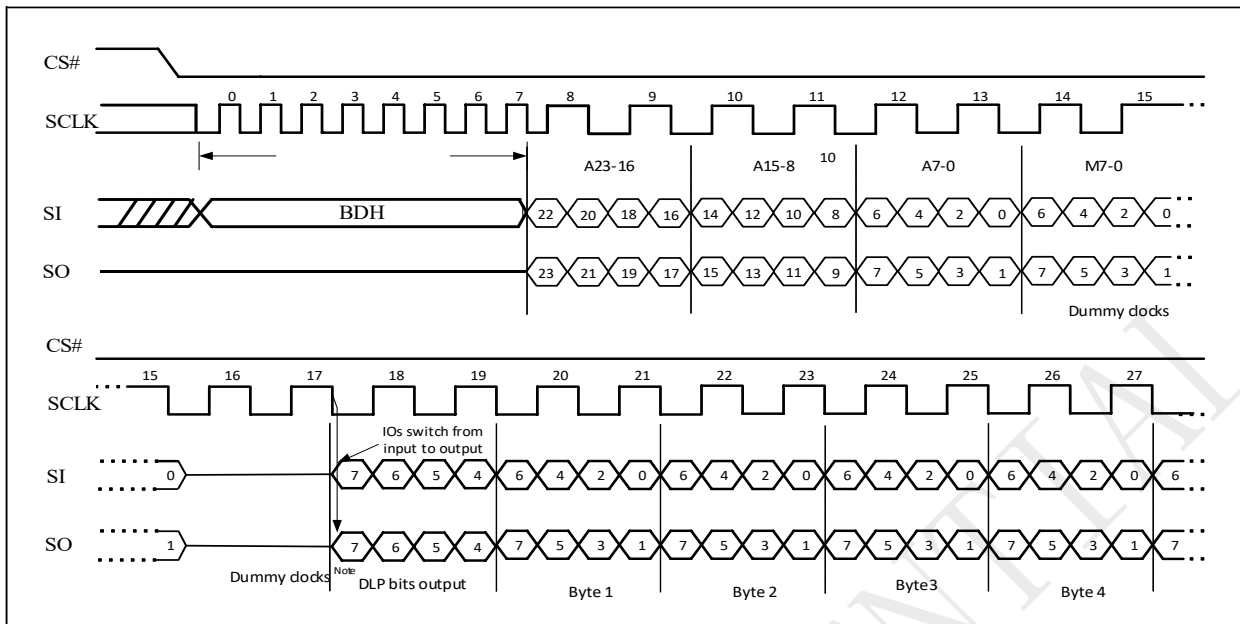 CS#
0 1 2 3 4 5 6 7 8 9 10 11 12 13 14 15
SCLK
A23-16 A15-8 10 A7-0 M7-0
SI BDH 22 20 18 16 14 12 10 8 6 4 2 0 6 4 2 0
SO 23 21 19 17 15 13 11 9 7 5 3 1 7 5 3 1
Dummy clocks
CS#
15 16 17 18 19 20 21 22 23 24 25 26 27
SCLK
IOs switch from
input to output
SI 0 7 6 5 4 6 4 2 0 6 4 2 0 6 4 2 0 6 4 2 0 6
SO 1 7 6 5 4 7 5 3 1 7 5 3 1 7 5 3 1 7 5 3 1 7
Dummy clocks Note DLP bits output Byte 1 Byte 2 Byte3 Byte 4